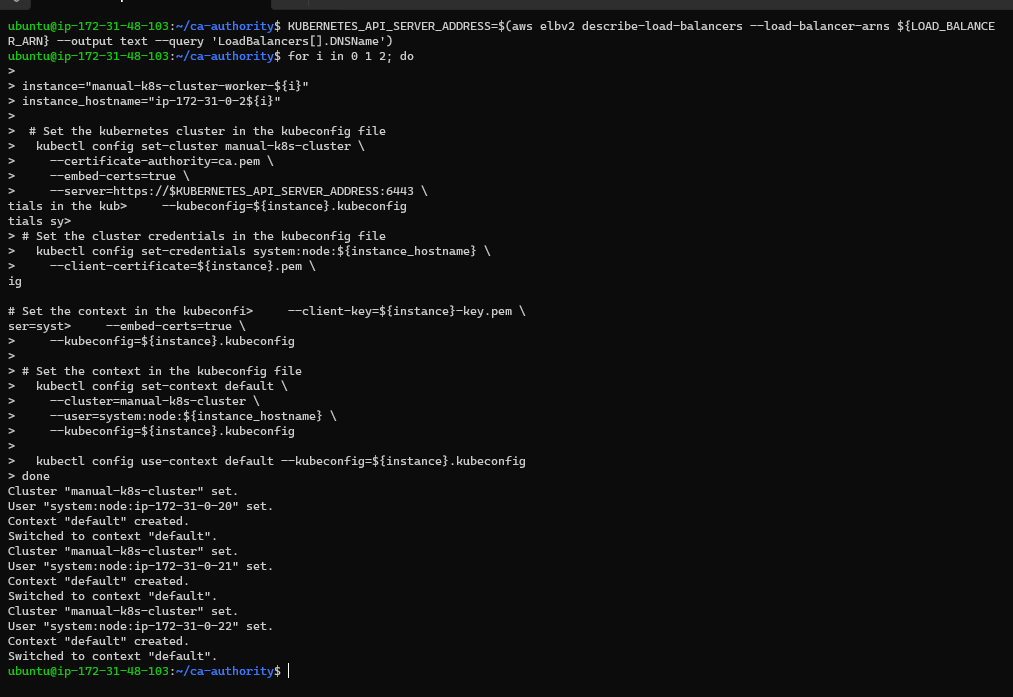 ubuntu@ip-172-31-48-103:~/ca-authority$ KUBERNETES_API_SERVER_ADDRESS=$(aws elbv2 describe-load-balancers --load-balancer-arns ${LOAD_BALANCE
R_ARN} --output text --query 'LoadBalancers[].DNSName')
ubuntu@ip-172-31-48-103:~/ca-authority$ for i in 0 1 2; do
>
> instance="manual-k8s-cluster-worker-${i}"
> instance_hostname="ip-172-31-0-2${i}"
>
>  # Set the kubernetes cluster in the kubeconfig file
>   kubectl config set-cluster manual-k8s-cluster \
>     --certificate-authority=ca.pem \
>     --embed-certs=true \
>     --server=https://$KUBERNETES_API_SERVER_ADDRESS:6443 \
tials in the kub>     --kubeconfig=${instance}.kubeconfig
tials sy>
> # Set the cluster credentials in the kubeconfig file
>   kubectl config set-credentials system:node:${instance_hostname} \
>     --client-certificate=${instance}.pem \
ig
# Set the context in the kubeconfi>     --client-key=${instance}-key.pem \
ser=syst>     --embed-certs=true \
>     --kubeconfig=${instance}.kubeconfig
>
> # Set the context in the kubeconfig file
>   kubectl config set-context default \
>     --cluster=manual-k8s-cluster \
>     --user=system:node:${instance_hostname} \
>     --kubeconfig=${instance}.kubeconfig
>
>   kubectl config use-context default --kubeconfig=${instance}.kubeconfig
> done
Cluster "manual-k8s-cluster" set.
User "system:node:ip-172-31-0-20" set.
Context "default" created.
Switched to context "default".
Cluster "manual-k8s-cluster" set.
User "system:node:ip-172-31-0-21" set.
Context "default" created.
Switched to context "default".
Cluster "manual-k8s-cluster" set.
User "system:node:ip-172-31-0-22" set.
Context "default" created.
Switched to context "default".
ubuntu@ip-172-31-48-103:~/ca-authority$